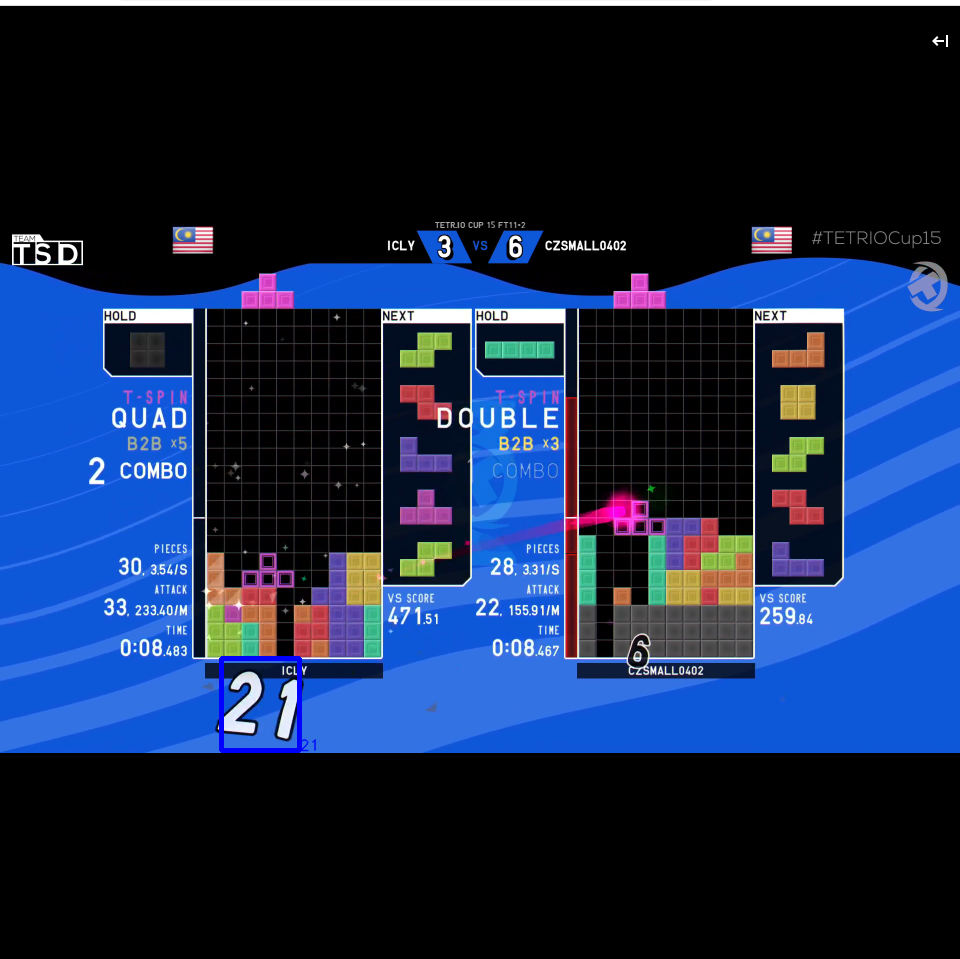 TETR.IO CUP 15 FT11-2
TEAM
TSD
ICLY 3 VS 6 CZSMALL0402
#TETRIOCup15
HOLD
NEXT
T-SPIN
QUAD
B2B ×5
2 COMBO
PIECES
30, 3.54/S
ATTACK
33, 233.40/M
TIME
0:08.483
VS SCORE
471.51
ICLY
21
21
HOLD
NEXT
T-SPIN
DOUBLE
B2B ×3
COMBO
PIECES
28, 3.31/S
ATTACK
22, 155.91/M
TIME
0:08.467
VS SCORE
259.84
6
CZSMALL0402